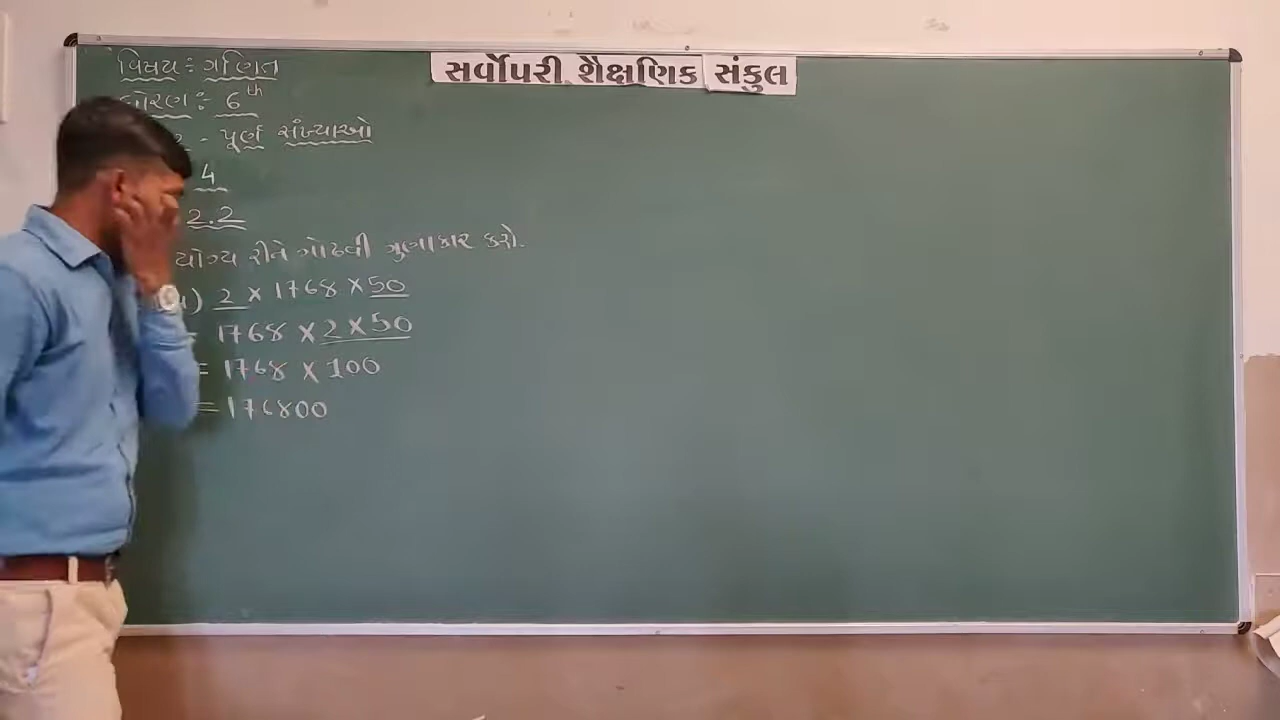 સર્વોપરી શૈક્ષણિક સંકુલ
વિષય :- ગણિત
ધોરણ :- 6th
2 - પૂર્ણ સંખ્યાઓ
4
2.2
યોગ્ય રીતે ગોઠવી ગુણાકાર કરો.
) 2 × 1768 × 50
= 1768 × 2 × 50
= 1768 × 100
= 176800